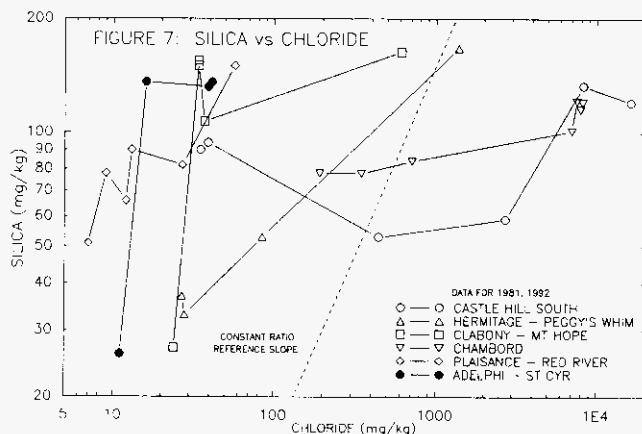 FIGURE 7: SILICA vs CHLORIDE
200
100
90
80
70
60
50
40
30
20
SILICA (mg/kg)
CONSTANT RATIO
REFERENCE SLOPE
DATA FOR 1981, 1992
CASTLE HILL SOUTH
HERMITAGE – PEGGY'S WHIM
CLABONY – MT HOPE
CHAMBORD
PLAISANCE – RED RIVER
ADELPHI – ST CYR
5
10
100
1000
1E4
CHLORIDE (mg/kg)